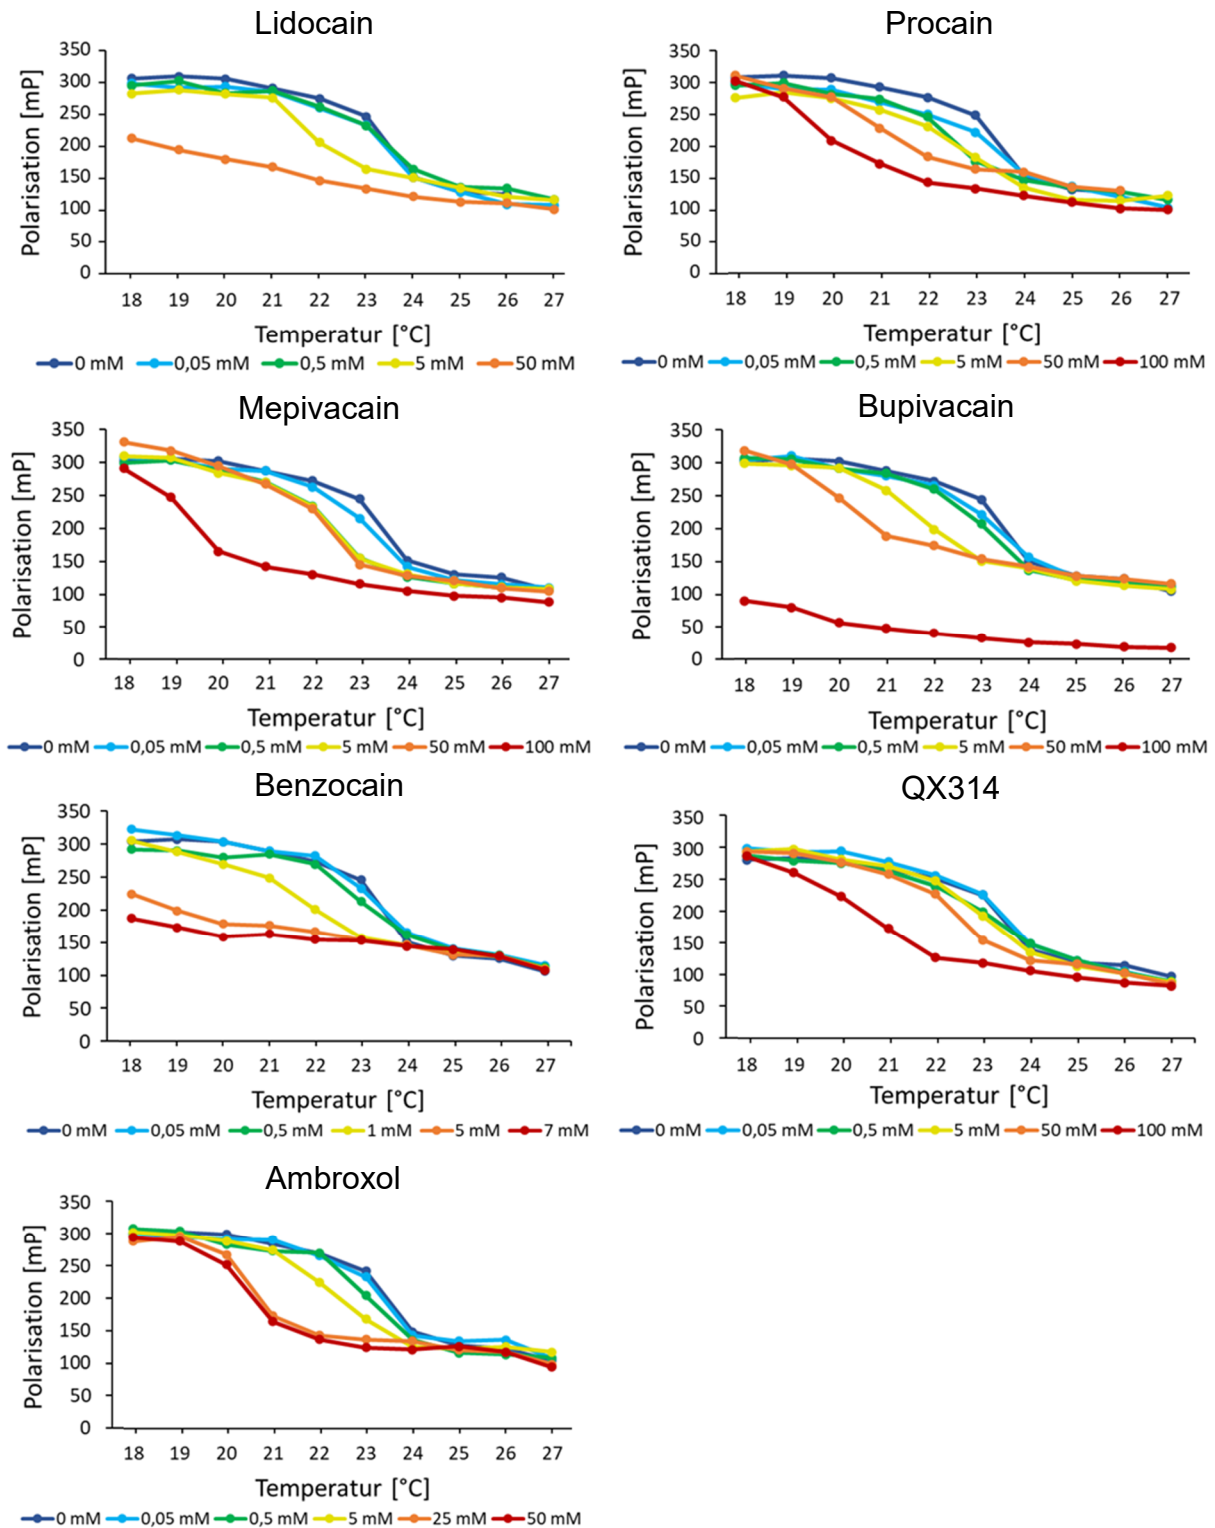 Lidocain
Polarisation [mP]
350
300
250
200
150
100
50
0
18 19 20 21 22 23 24 25 26 27
Temperatur [°C]
0 mM 0,05 mM 0,5 mM 5 mM 50 mM
Procain
Polarisation [mP]
350
300
250
200
150
100
50
0
18 19 20 21 22 23 24 25 26 27
Temperatur [°C]
0 mM 0,05 mM 0,5 mM 5 mM 50 mM 100 mM
Mepivacain
Polarisation [mP]
350
300
250
200
150
100
50
0
18 19 20 21 22 23 24 25 26 27
Temperatur [°C]
0 mM 0,05 mM 0,5 mM 5 mM 50 mM 100 mM
Bupivacain
Polarisation [mP]
350
300
250
200
150
100
50
0
18 19 20 21 22 23 24 25 26 27
Temperatur [°C]
0 mM 0,05 mM 0,5 mM 5 mM 50 mM 100 mM
Benzocain
Polarisation [mP]
350
300
250
200
150
100
50
0
18 19 20 21 22 23 24 25 26 27
Temperatur [°C]
0 mM 0,05 mM 0,5 mM 1 mM 5 mM 7 mM
QX314
Polarisation [mP]
350
300
250
200
150
100
50
0
18 19 20 21 22 23 24 25 26 27
Temperatur [°C]
0 mM 0,05 mM 0,5 mM 5 mM 50 mM 100 mM
Ambroxol
Polarisation [mP]
350
300
250
200
150
100
50
0
18 19 20 21 22 23 24 25 26 27
Temperatur [°C]
0 mM 0,05 mM 0,5 mM 5 mM 25 mM 50 mM